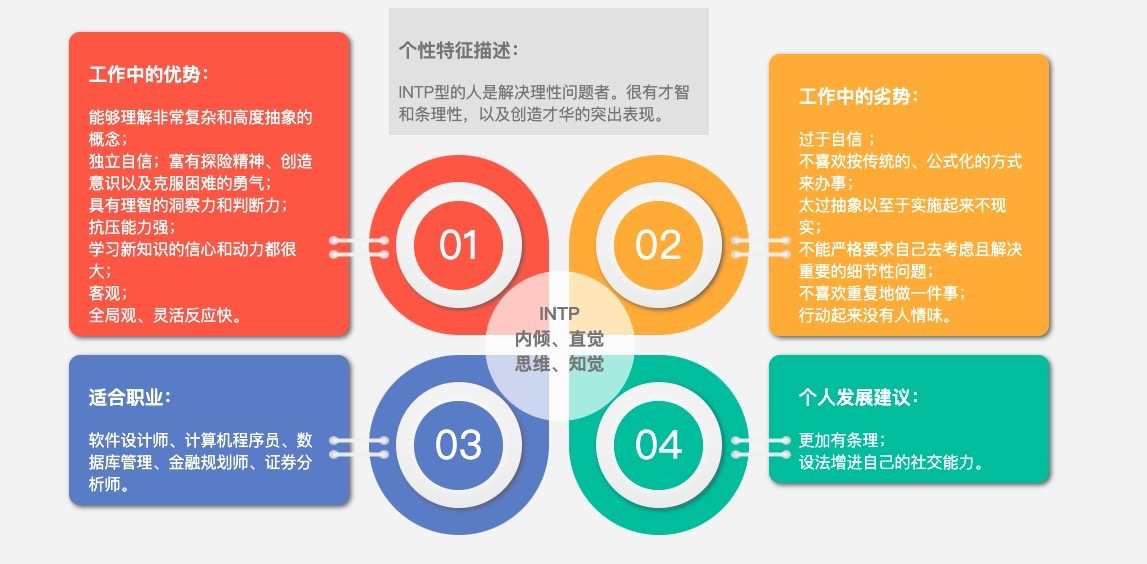 个性特征描述：
INTP型的人是解决理性问题者。很有才智
和条理性，以及创造才华的突出表现。
工作中的优势：
能够理解非常复杂和高度抽象的
概念；
独立自信；富有探险精神、创造
意识以及克服困难的勇气；
具有理智的洞察力和判断力；
抗压能力强；
学习新知识的信心和动力都很
大；
客观；
全局观、灵活反应快。
01
02
工作中的劣势：
过于自信 ；
不喜欢按传统的、公式化的方式
来办事；
太过抽象以至于实施起来不现
实；
不能严格要求自己去考虑且解决
重要的细节性问题；
不喜欢重复地做一件事；
行动起来没有人情味。
INTP
内倾、直觉
思维、知觉
适合职业：
软件设计师、计算机程序员、数
据库管理、金融规划师、证券分
析师。
03
04
个人发展建议：
更加有条理；
设法增进自己的社交能力。